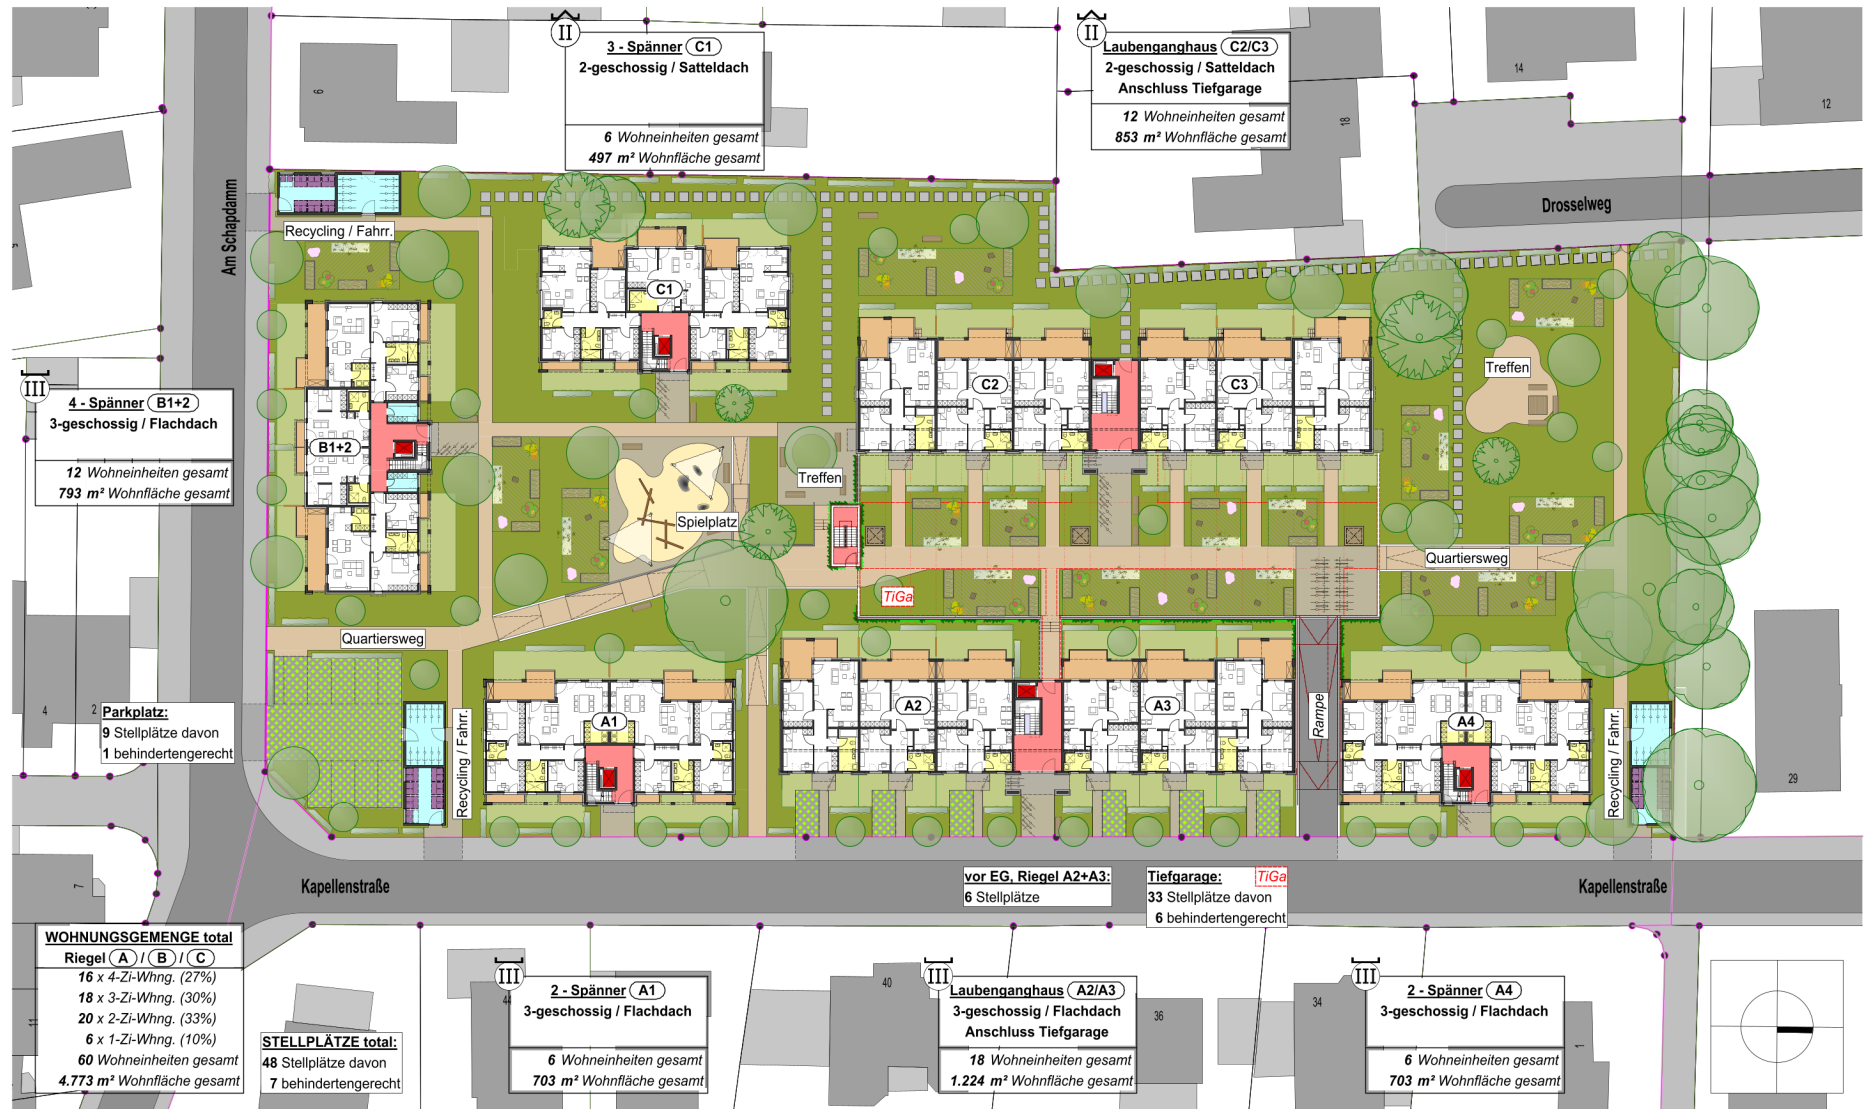 II
3 - Spänner C1
2-geschossig / Satteldach
6 Wohneinheiten gesamt
497 m² Wohnfläche gesamt
II
Laubenganghaus C2/C3
2-geschossig / Satteldach
Anschluss Tiefgarage
12 Wohneinheiten gesamt
853 m² Wohnfläche gesamt
6
18
14
12
Am Schapdamm
Drosselweg
Recycling / Fahrr.
C1
C2
C3
Treffen
III
4 - Spänner B1+2
3-geschossig / Flachdach
12 Wohneinheiten gesamt
793 m² Wohnfläche gesamt
B1+2
Treffen
Spielplatz
Quartiersweg
TiGa
Quartiersweg
4
2
Parkplatz:
9 Stellplätze davon
1 behindertengerecht
Recycling / Fahrr.
A1
A2
A3
Rampe
A4
Recycling / Fahrr.
29
7
Kapellenstraße
vor EG, Riegel A2+A3:
6 Stellplätze
Tiefgarage: TiGa
33 Stellplätze davon
6 behindertengerecht
Kapellenstraße
WOHNUNGSGEMENGE total
Riegel A / B / C
16 x 4-Zi-Whng. (27%)
18 x 3-Zi-Whng. (30%)
20 x 2-Zi-Whng. (33%)
6 x 1-Zi-Whng. (10%)
60 Wohneinheiten gesamt
4.773 m² Wohnfläche gesamt
11
STELLPLÄTZE total:
48 Stellplätze davon
7 behindertengerecht
44
III
2 - Spänner A1
3-geschossig / Flachdach
6 Wohneinheiten gesamt
703 m² Wohnfläche gesamt
40
III
Laubenganghaus A2/A3
3-geschossig / Flachdach
Anschluss Tiefgarage
18 Wohneinheiten gesamt
1.224 m² Wohnfläche gesamt
36
34
III
2 - Spänner A4
3-geschossig / Flachdach
6 Wohneinheiten gesamt
703 m² Wohnfläche gesamt
1